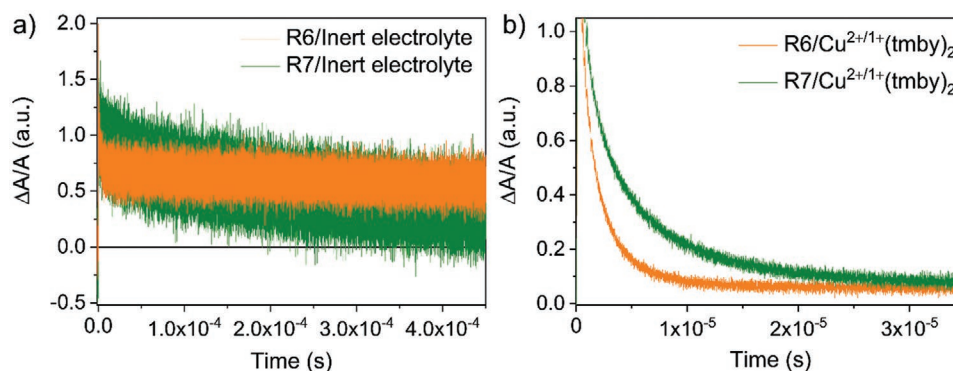 a)
R6/Inert electrolyte
R7/Inert electrolyte
ΔA/A (a.u.)
2.0
1.5
1.0
0.5
0.0
-0.5
0.0
1.0x10⁻⁴
2.0x10⁻⁴
3.0x10⁻⁴
4.0x10⁻⁴
Time (s)
b)
R6/Cu²⁺/¹⁺(tmby)₂
R7/Cu²⁺/¹⁺(tmby)₂
ΔA/A (a.u.)
1.0
0.8
0.6
0.4
0.2
0.0
0
1x10⁻⁵
2x10⁻⁵
3x10⁻⁵
Time (s)